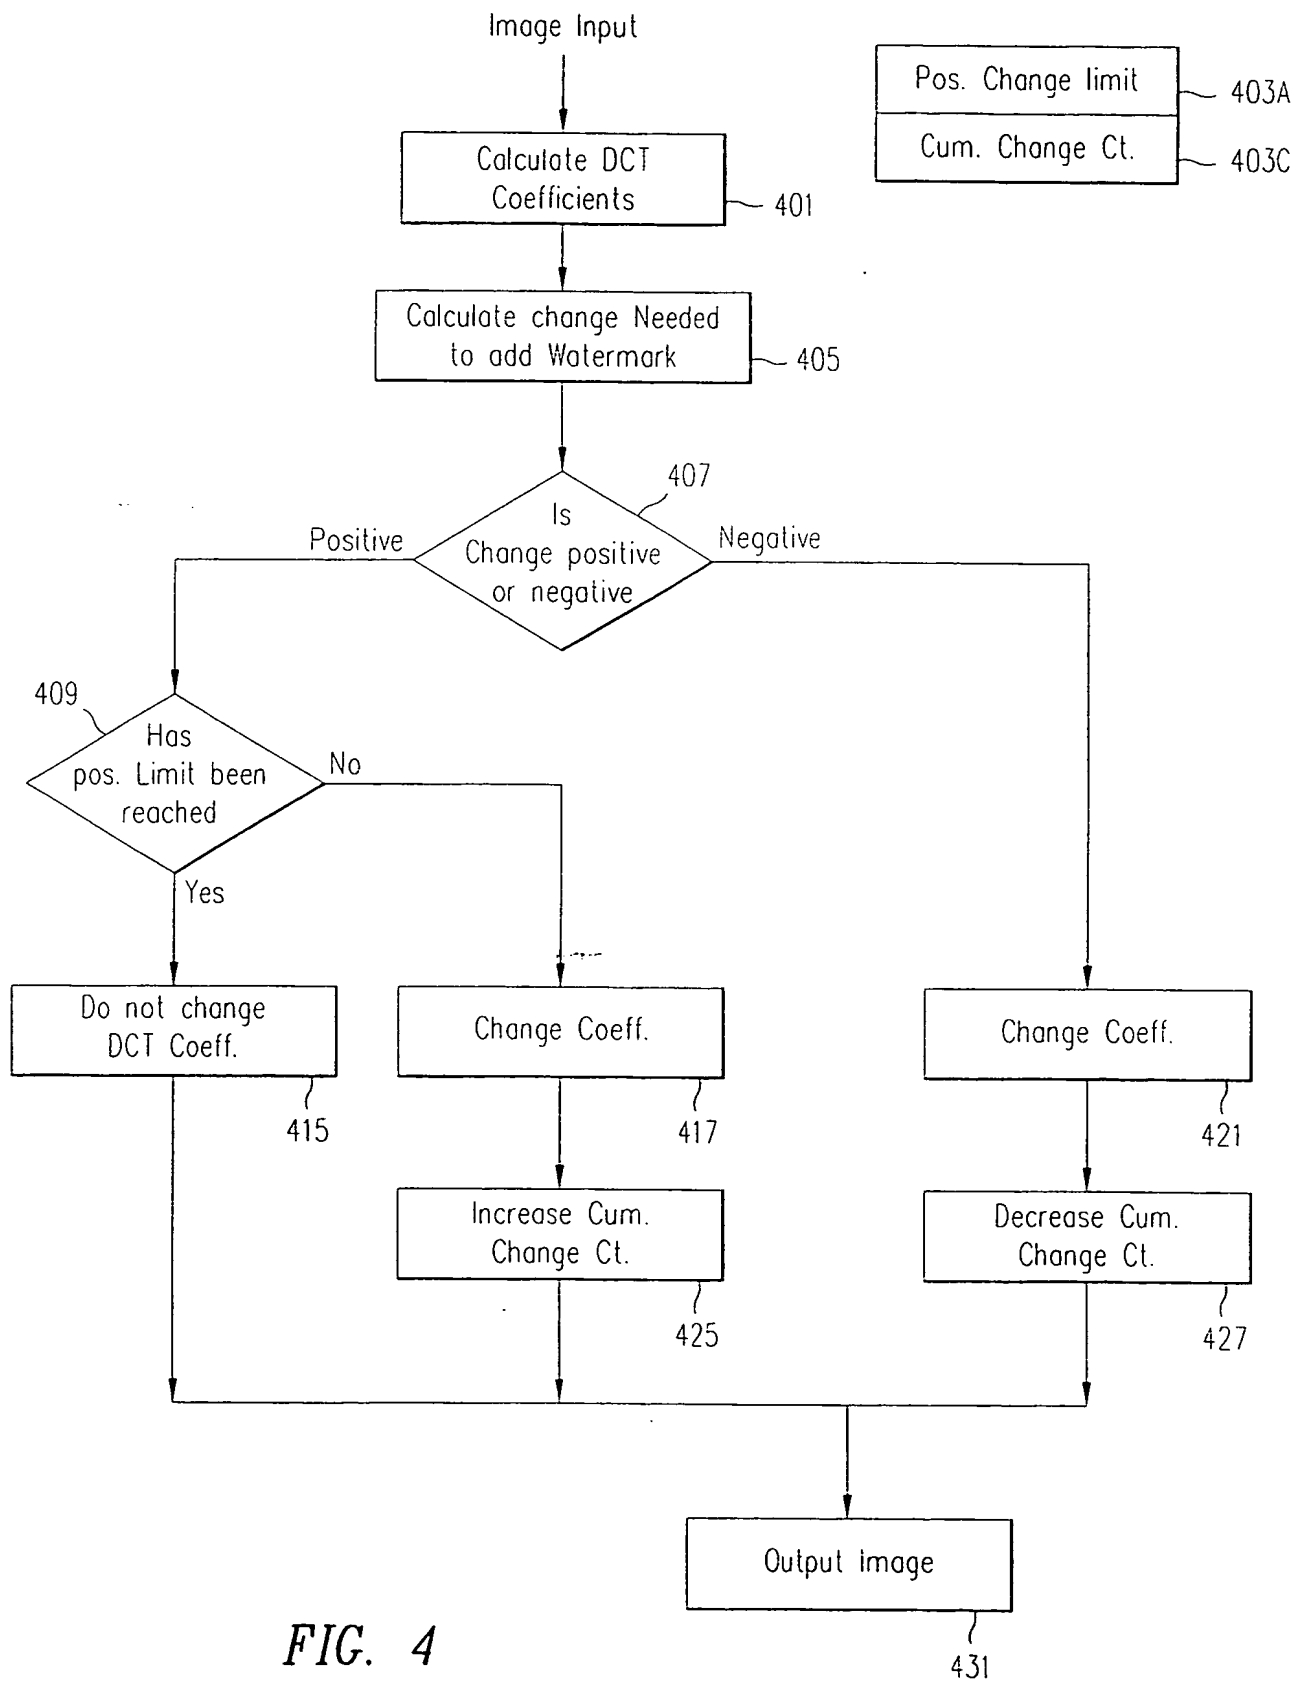 Image Input
Pos. Change limit
403A
Cum. Change Ct.
403C
Calculate DCT
Coefficients
401
Calculate change Needed
to add Watermark
405
407
Is
Change positive
or negative
Positive
Negative
409
Has
pos. Limit been
reached
No
Yes
Do not change
DCT Coeff.
415
Change Coeff.
417
Change Coeff.
421
Increase Cum.
Change Ct.
425
Decrease Cum.
Change Ct.
427
Output Image
431
FIG. 4